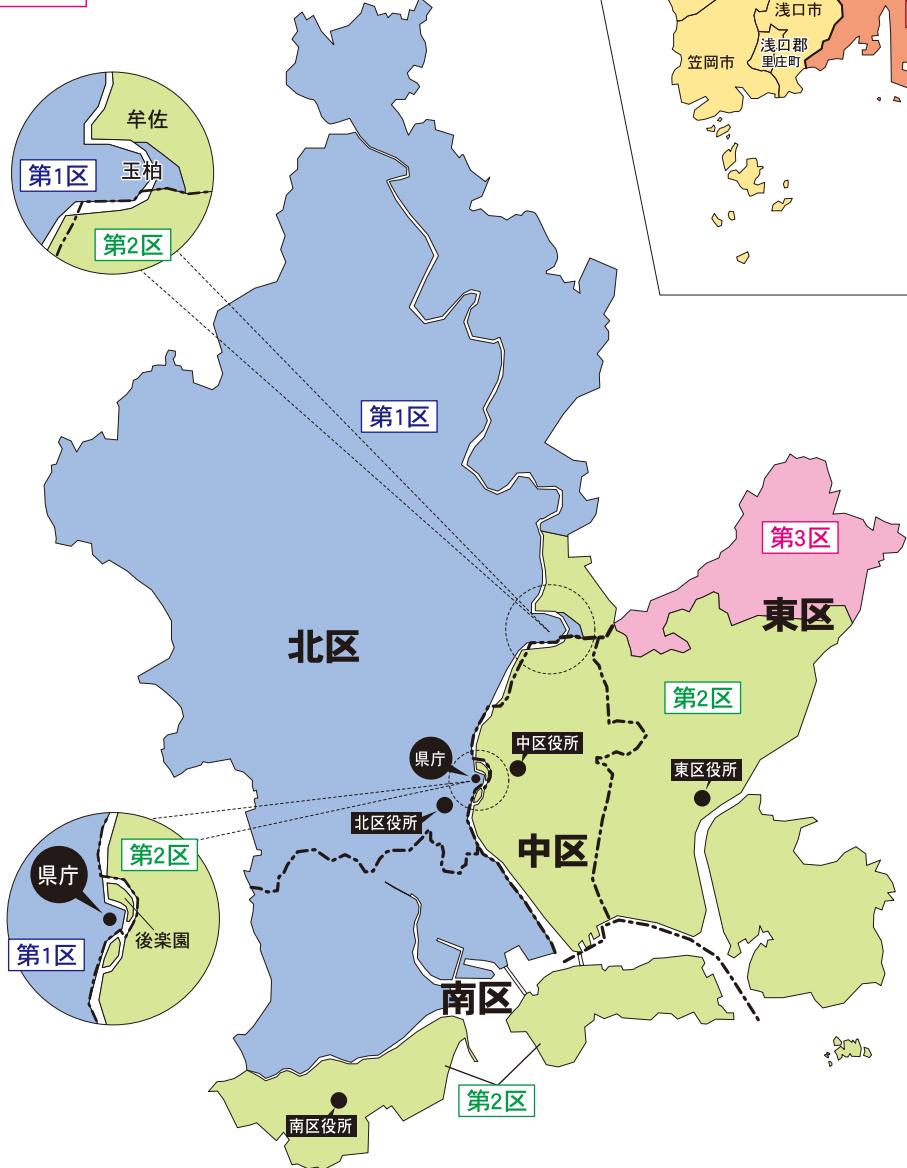 浅口市
浅口郡
里庄町
笠岡市
牟佐
玉柏
第1区
第2区
第1区
第3区
東区
北区
第2区
中区役所
県庁
東区役所
北区役所
中区
第2区
県庁
後楽園
第1区
南区
第2区
南区役所